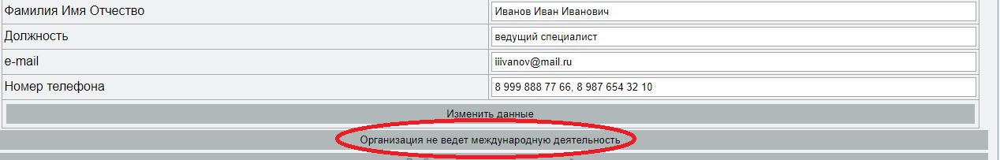 Фамилия Имя Отчество Иванов Иван Иванович
Должность ведущий специалист
e-mail iiivanov@mail.ru
Номер телефона 8 999 888 77 66, 8 987 654 32 10
Изменить данные
Организация не ведет международную деятельность